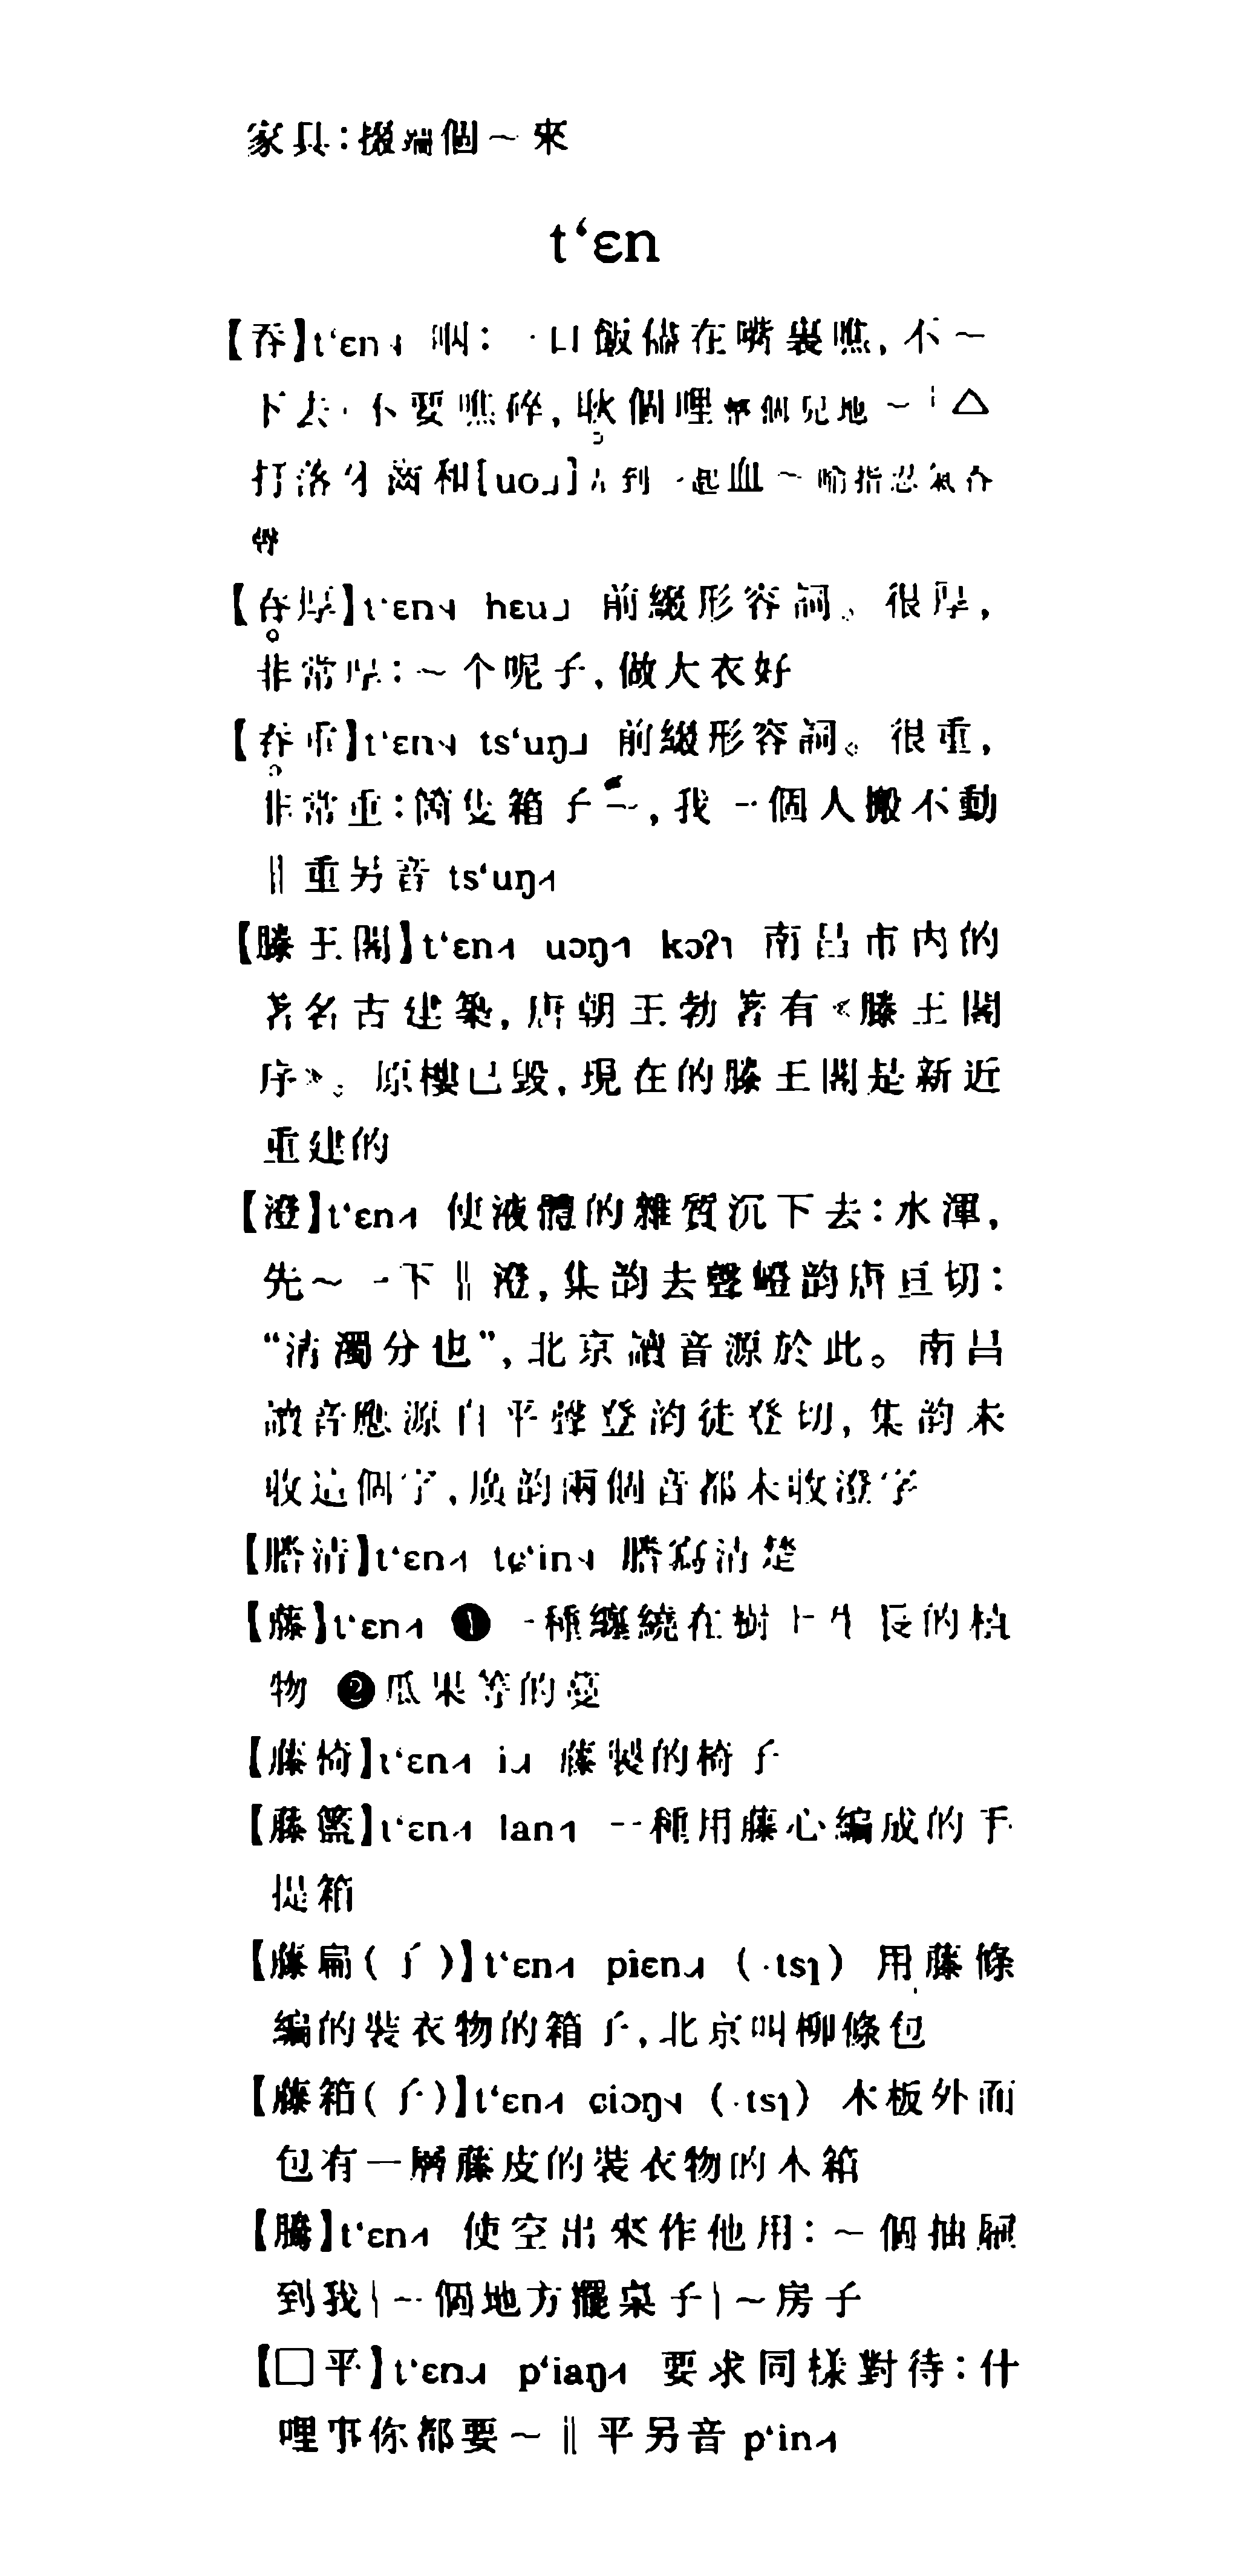 家具：掇端個～來
t‘ɛn
【吞】t‘ɛn˧˩ 咽：一口飯儘在嘴裏噍，不～
下去｜不要噍碎，㪗個哩整個兒地～｜△
打落牙齒和[uo˩]凑到一起血～喻指忍氣吞
聲
【吞厚】t‘ɛn˧˩ hɛu˩ 前綴形容詞。很厚，
非常厚：～个呢子，做大衣好
【吞重】t‘ɛn˧˩ ts‘uŋ˩ 前綴形容詞。很重，
非常重：箇隻箱子～，我一個人搬不動
‖重另音 ts‘uŋ˧˥
【滕王閣】t‘ɛn˧˥ uɔŋ˦˥ kɔʔ˥ 南昌市内的
著名古建築，唐朝王勃著有《滕王閣
序》。原樓已毁，現在的滕王閣是新近
重建的
【澄】t‘ɛn˧˥ 使液體的雜質沉下去：水渾，
先～一下‖澄，集韵去聲嶝韵唐亘切：
“清濁分也”，北京讀音源於此。南昌
讀音應源自平聲登韵徒登切，集韵未
收這個字，廣韵兩個音都未收澄字
【謄清】t‘ɛn˧˥ tɕ‘in˧˩ 謄寫清楚
【藤】t‘ɛn˧˥ ❶ 一種纏繞在樹上生長的植
物 ❷瓜果等的蔓
【藤椅】t‘ɛn˧˥ i˨˩˧ 藤製的椅子
【藤籃】t‘ɛn˧˥ lan˦˥ 一種用藤心編成的手
提箱
【藤扁（子）】t‘ɛn˧˥ piɛn˨˩˧ （·tsɿ） 用藤條
編的裝衣物的箱子，北京叫柳條包
【藤箱（子）】t‘ɛn˧˥ ɕiɔŋ˧˩ （·tsɿ） 木板外面
包有一層藤皮的裝衣物的木箱
【騰】t‘ɛn˧˥ 使空出來作他用：～個抽屜
到我｜～個地方擺桌子｜～房子
【□平】t‘ɛn˨˩˧ p‘iaŋ˧˥ 要求同樣對待：什
哩事你都要～‖平另音 p‘in˧˥